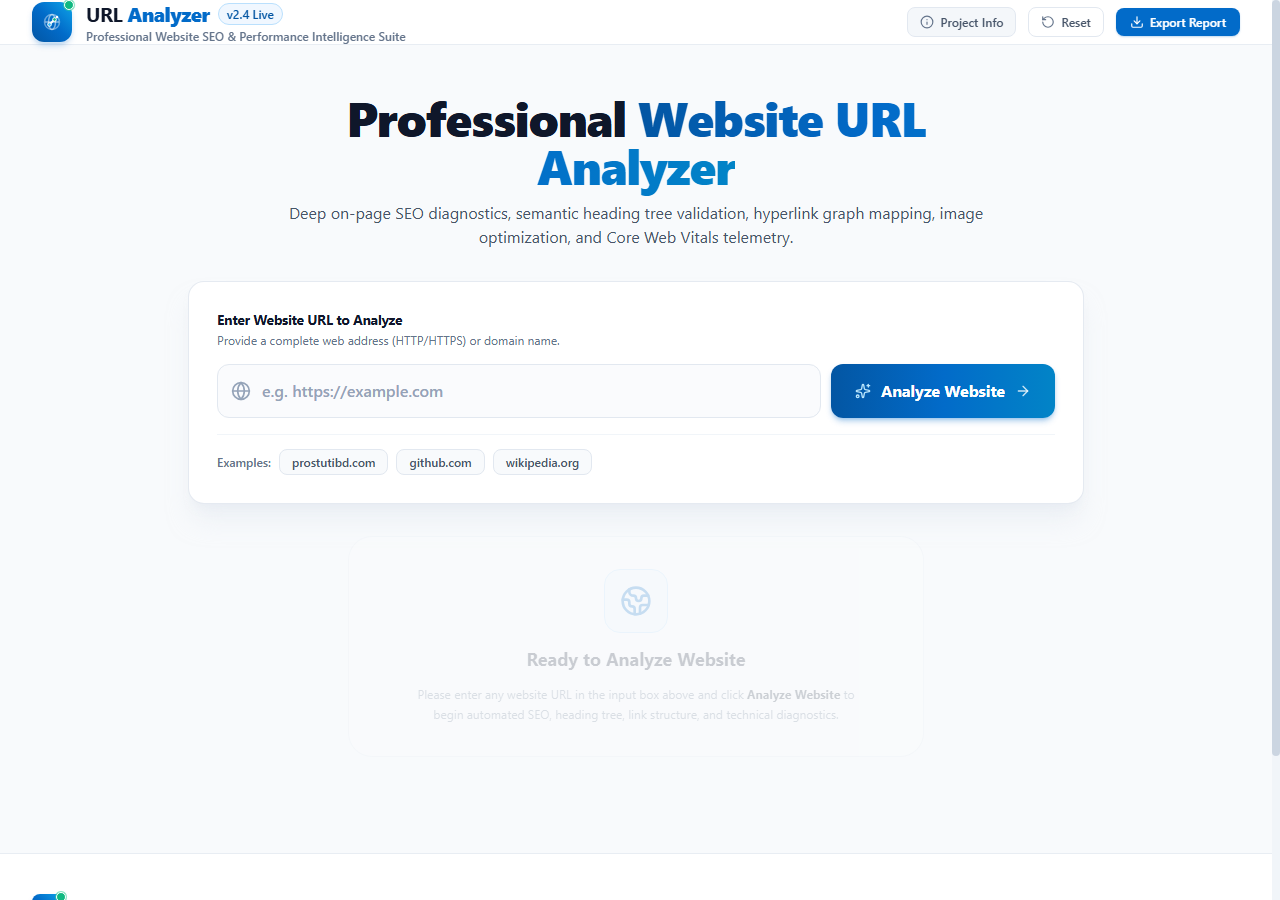 URL Analyzer
v2.4 Live
Professional Website SEO & Performance Intelligence Suite
Project Info
Reset
Export Report
Professional Website URL
Analyzer
Deep on-page SEO diagnostics, semantic heading tree validation, hyperlink graph mapping, image
optimization, and Core Web Vitals telemetry.
Enter Website URL to Analyze
Provide a complete web address (HTTP/HTTPS) or domain name.
e.g. https://example.com
Analyze Website
Examples:
prostutibd.com
github.com
wikipedia.org
Ready to Analyze Website
Please enter any website URL in the input box above and click Analyze Website to
begin automated SEO, heading tree, link structure, and technical diagnostics.